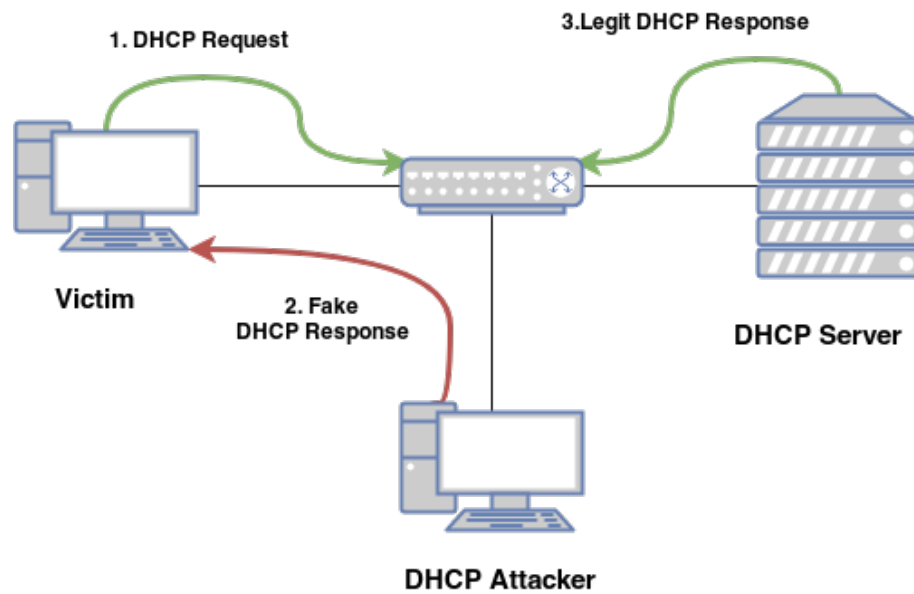 1. DHCP Request
3.Legit DHCP Response
Victim
2. Fake
DHCP Response
DHCP Server
DHCP Attacker